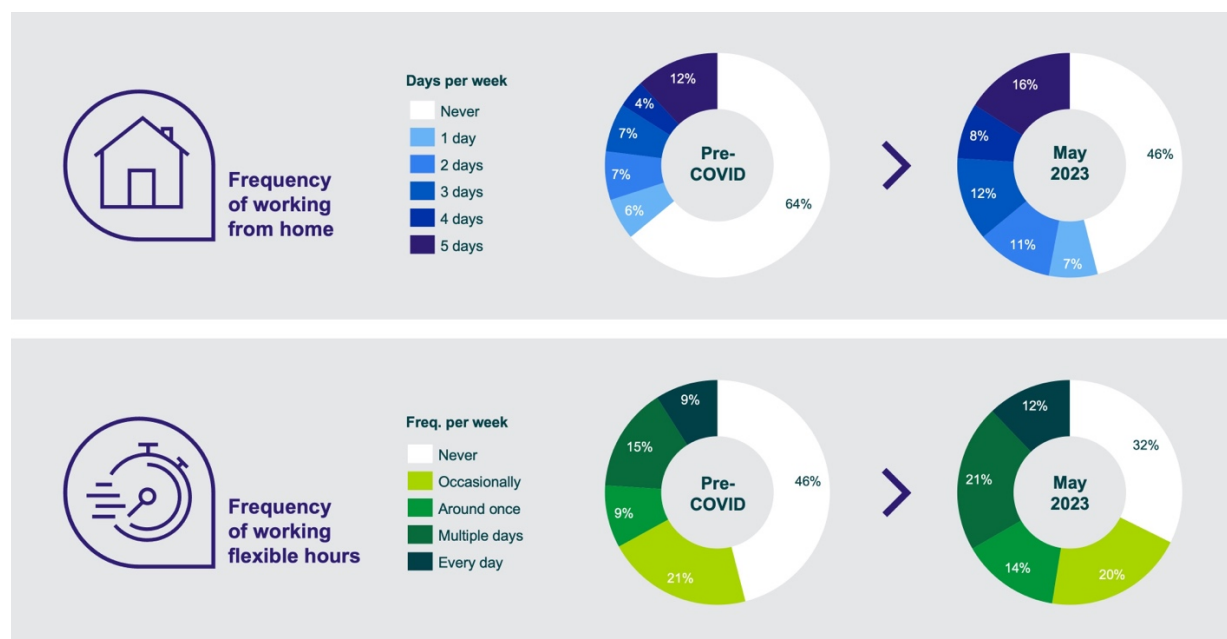 Frequency
of working
from home
Days per week
Never
1 day
2 days
3 days
4 days
5 days
12%
4%
7%
7%
6%
64%
Pre-
COVID
16%
8%
12%
11%
7%
46%
May
2023
Frequency
of working
flexible hours
Freq. per week
Never
Occasionally
Around once
Multiple days
Every day
9%
15%
9%
21%
46%
Pre-
COVID
12%
21%
14%
20%
32%
May
2023